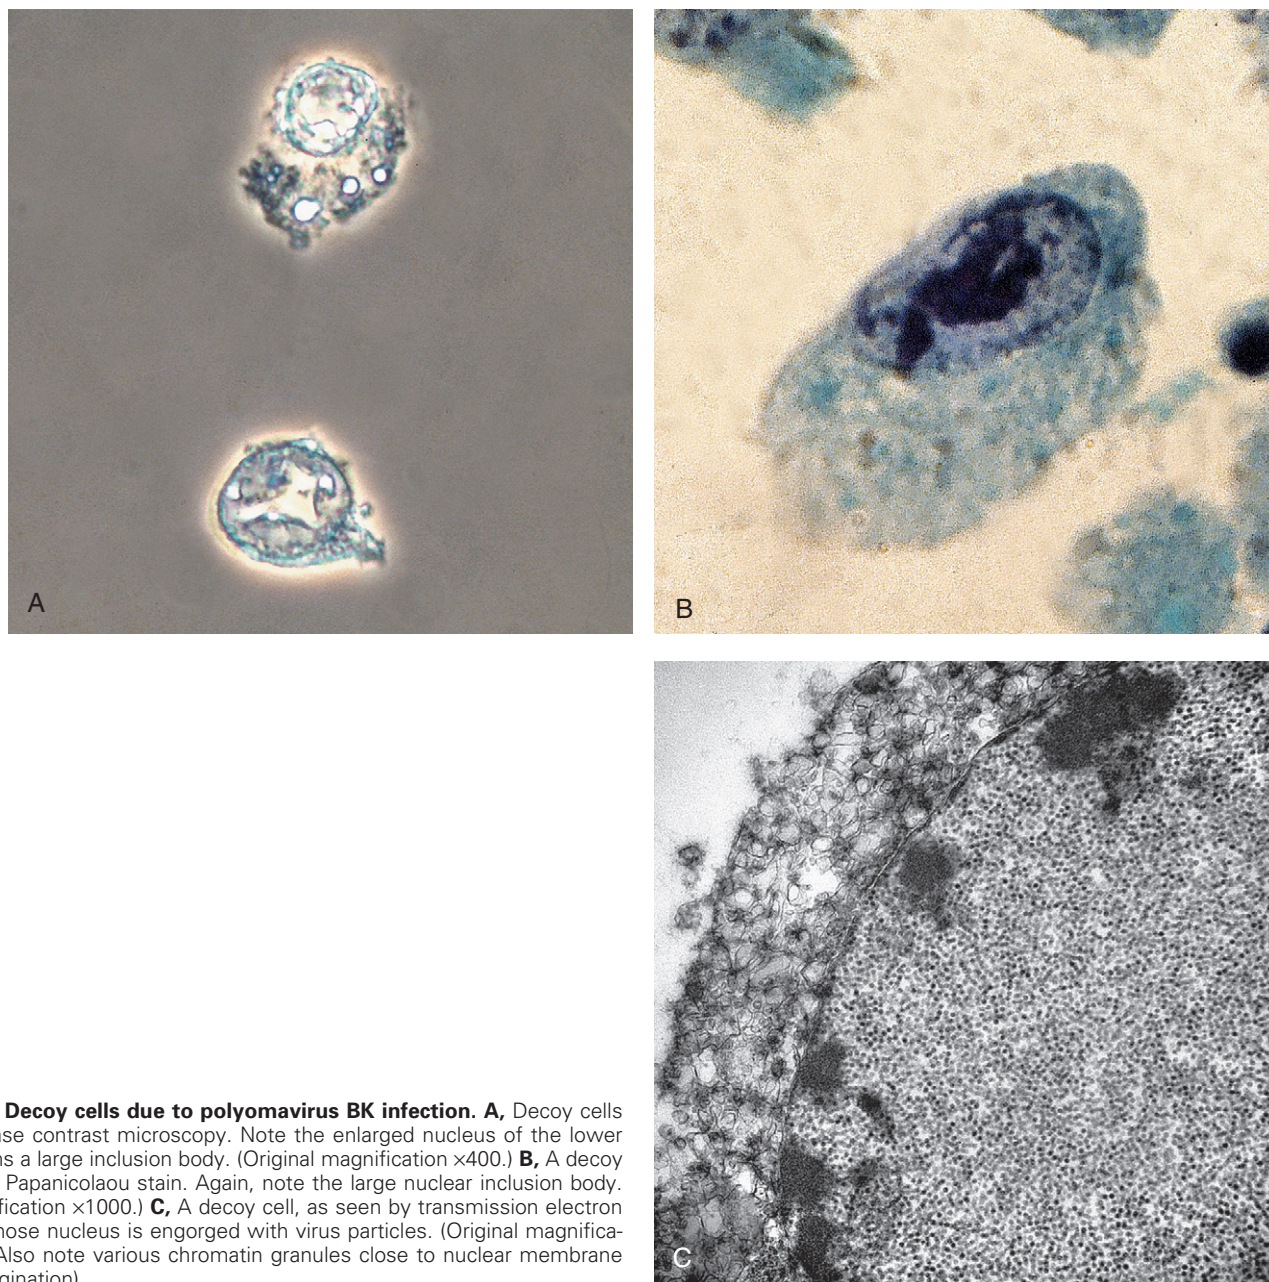 A
B
C
Decoy cells due to polyomavirus BK infection. A, Decoy cells
contrast microscopy. Note the enlarged nucleus of the lower
a large inclusion body. (Original magnification ×400.) B, A decoy
Papanicolaou stain. Again, note the large nuclear inclusion body.
×1000.) C, A decoy cell, as seen by transmission electron
nucleus is engorged with virus particles. (Original magnifica-
Also note various chromatin granules close to nuclear membrane